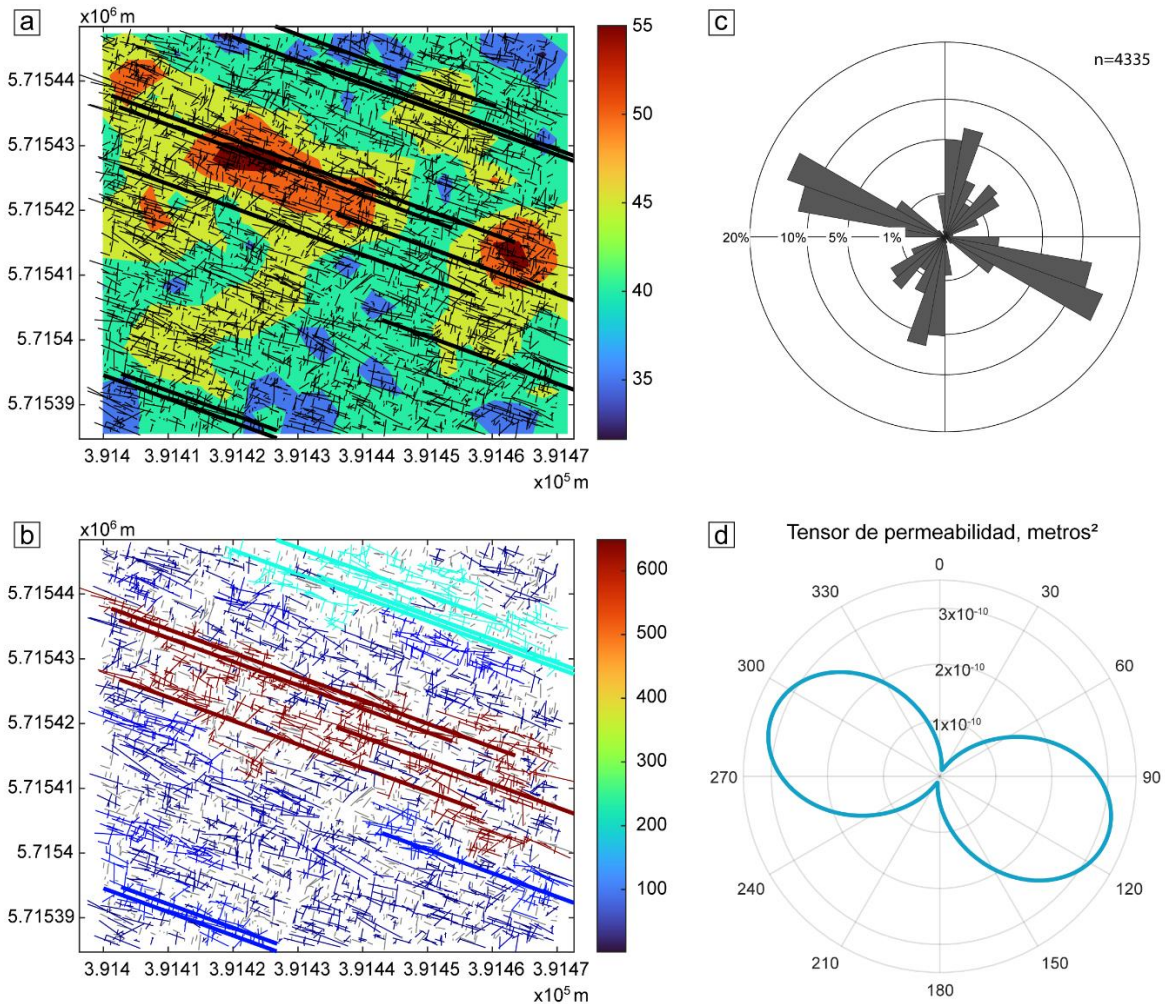 a
x10⁶ m
5.71544
5.71543
5.71542
5.71541
5.7154
5.71539
3.914 3.9141 3.9142 3.9143 3.9144 3.9145 3.9146 3.9147
x10⁵ m
55
50
45
40
35
c
n=4335
20% 10% 5% 1%
b
x10⁶ m
5.71544
5.71543
5.71542
5.71541
5.7154
5.71539
3.914 3.9141 3.9142 3.9143 3.9144 3.9145 3.9146 3.9147
x10⁵ m
600
500
400
300
200
100
d
Tensor de permeabilidad, metros²
0
330 30
3x10⁻¹⁰
300 60
2x10⁻¹⁰
1x10⁻¹⁰
270 90
240 120
210 150
180